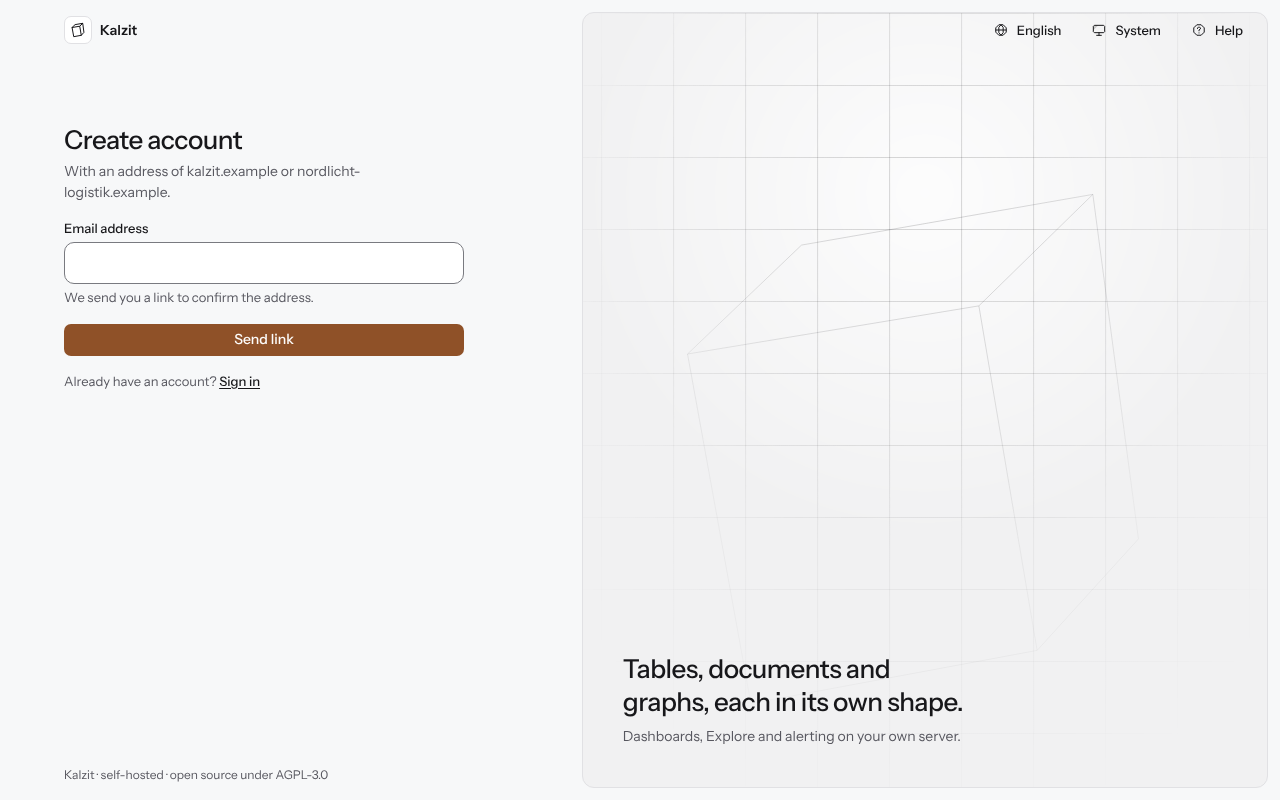 Kalzit
English
System
Help
Create account
With an address of kalzit.example or nordlicht-
logistik.example.
Email address
We send you a link to confirm the address.
Send link
Already have an account? Sign in
Tables, documents and
graphs, each in its own shape.
Dashboards, Explore and alerting on your own server.
Kalzit · self-hosted · open source under AGPL-3.0